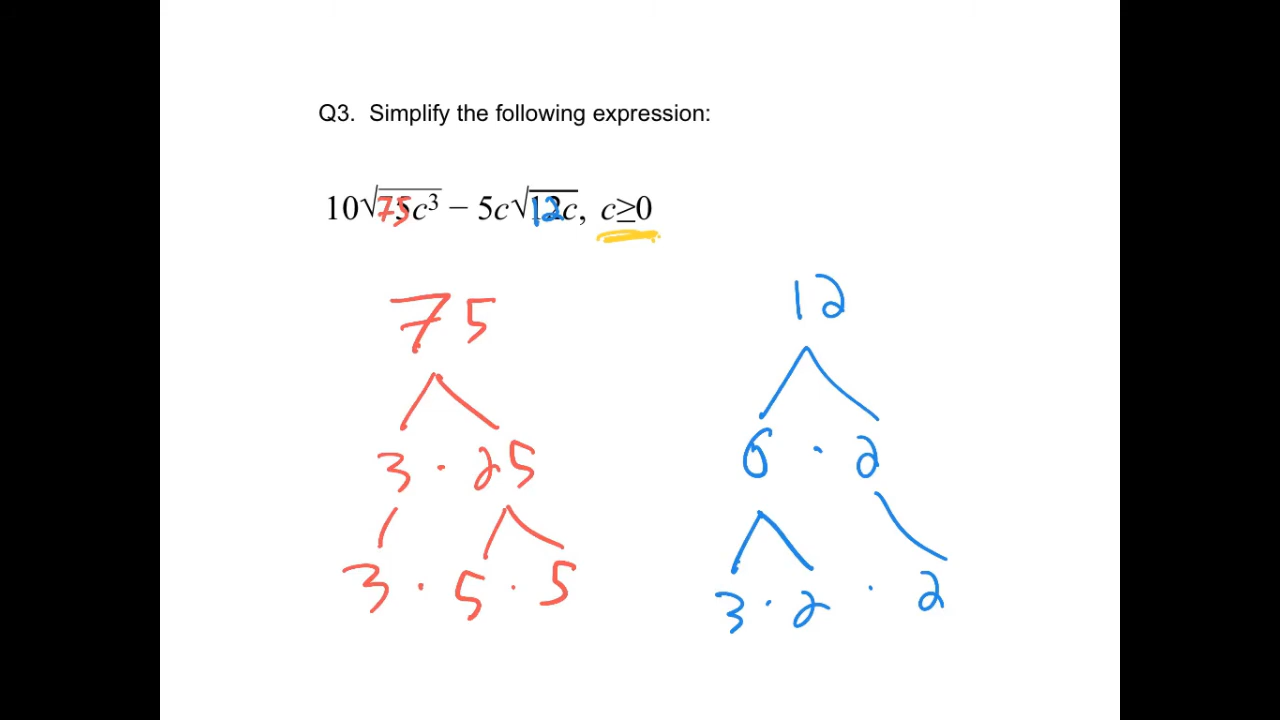 Q3. Simplify the following expression:
10√75c³ − 5c√12c, c≥0
75
12
3 · 25
6 · 2
3 · 5 · 5
3 · 2 · 2